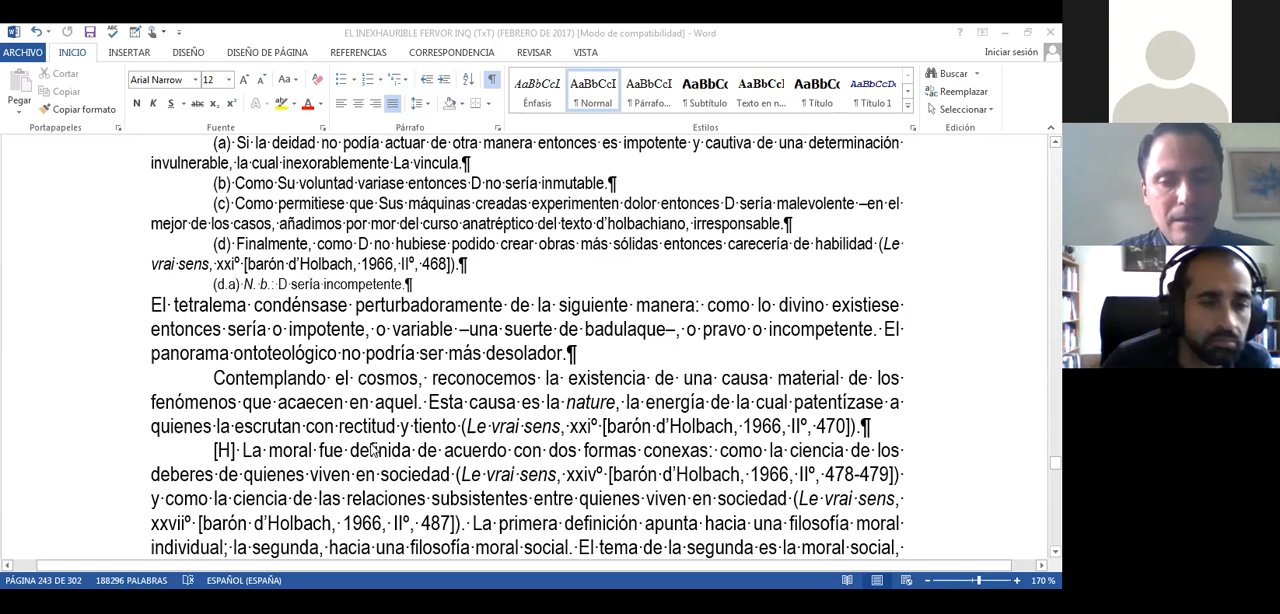 EL INEXHAURIBLE FERVOR INQ (TxT) (FEBRERO DE 2017) [Modo de compatibilidad] - Word
ARCHIVO INICIO INSERTAR DISEÑO DISEÑO DE PÁGINA REFERENCIAS CORRESPONDENCIA REVISAR VISTA Iniciar sesión
Pegar
Cortar
Copiar
Copiar formato
Arial Narrow 12
N K S abc x₂ x²
AaBbCcI AaBbCcI AaBbCcI AaBbCc AaBbCcI AaBbCc AaBbCcDc
Énfasis ¶ Normal ¶ Párrafo... ¶ Subtítulo Texto en n... ¶ Título ¶ Título 1
Buscar
Reemplazar
Seleccionar
Portapapeles Fuente Párrafo Estilos Edición
(a) Si la deidad no podía actuar de otra manera entonces es impotente y cautiva de una determinación
invulnerable, la cual inexorablemente La vincula.¶
(b) Como Su voluntad variase entonces D no sería inmutable.¶
(c) Como permitiese que Sus máquinas creadas experimenten dolor entonces D sería malevolente –en el
mejor de los casos, añadimos por mor del curso anatréptico del texto d’holbachiano, irresponsable.¶
(d) Finalmente, como D no hubiese podido crear obras más sólidas entonces carecería de habilidad (Le
vrai sens, xxiº [barón d’Holbach, 1966, IIº, 468]).¶
(d.a) N. b.: D sería incompetente.¶
El tetralema condénsase perturbadoramente de la siguiente manera: como lo divino existiese
entonces sería o impotente, o variable –una suerte de badulaque–, o pravo o incompetente. El
panorama ontoteológico no podría ser más desolador.¶
Contemplando el cosmos, reconocemos la existencia de una causa material de los
fenómenos que acaecen en aquel. Esta causa es la nature, la energía de la cual patentízase a
quienes la escrutan con rectitud y tiento (Le vrai sens, xxiº [barón d’Holbach, 1966, IIº, 470]).¶
[H] La moral fue definida de acuerdo con dos formas conexas: como la ciencia de los
deberes de quienes viven en sociedad (Le vrai sens, xxivº [barón d’Holbach, 1966, IIº, 478-479])
y como la ciencia de las relaciones subsistentes entre quienes viven en sociedad (Le vrai sens,
xxviiº [barón d’Holbach, 1966, IIº, 487]). La primera definición apunta hacia una filosofía moral
individual; la segunda, hacia una filosofía moral social. El tema de la segunda es la moral social,
PÁGINA 243 DE 302 188296 PALABRAS ESPAÑOL (ESPAÑA) 170 %